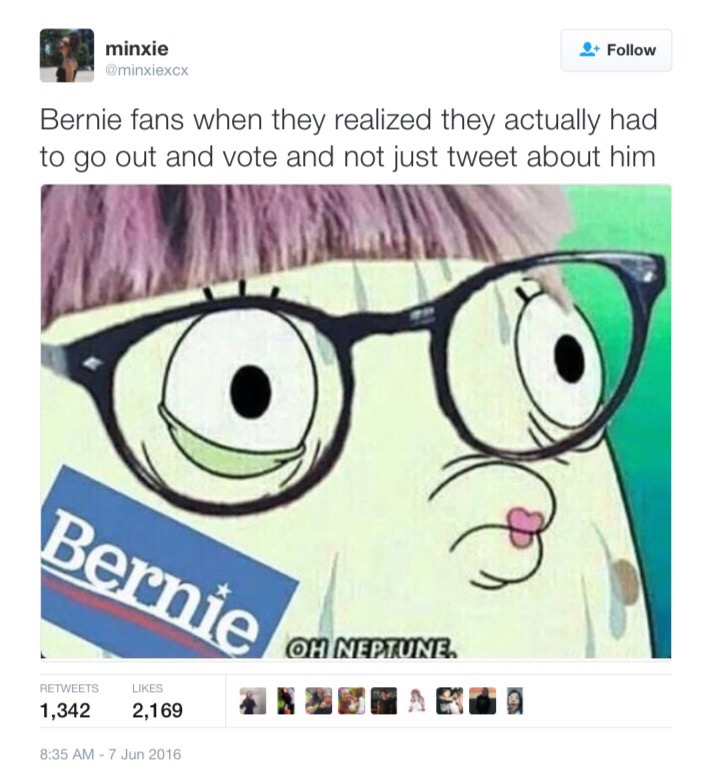 minxie
@minxiexcx
Follow
Bernie fans when they realized they actually had
to go out and vote and not just tweet about him
Bernie
OH NEPTUNE.
RETWEETS
LIKES
1,342
2,169
8:35 AM - 7 Jun 2016